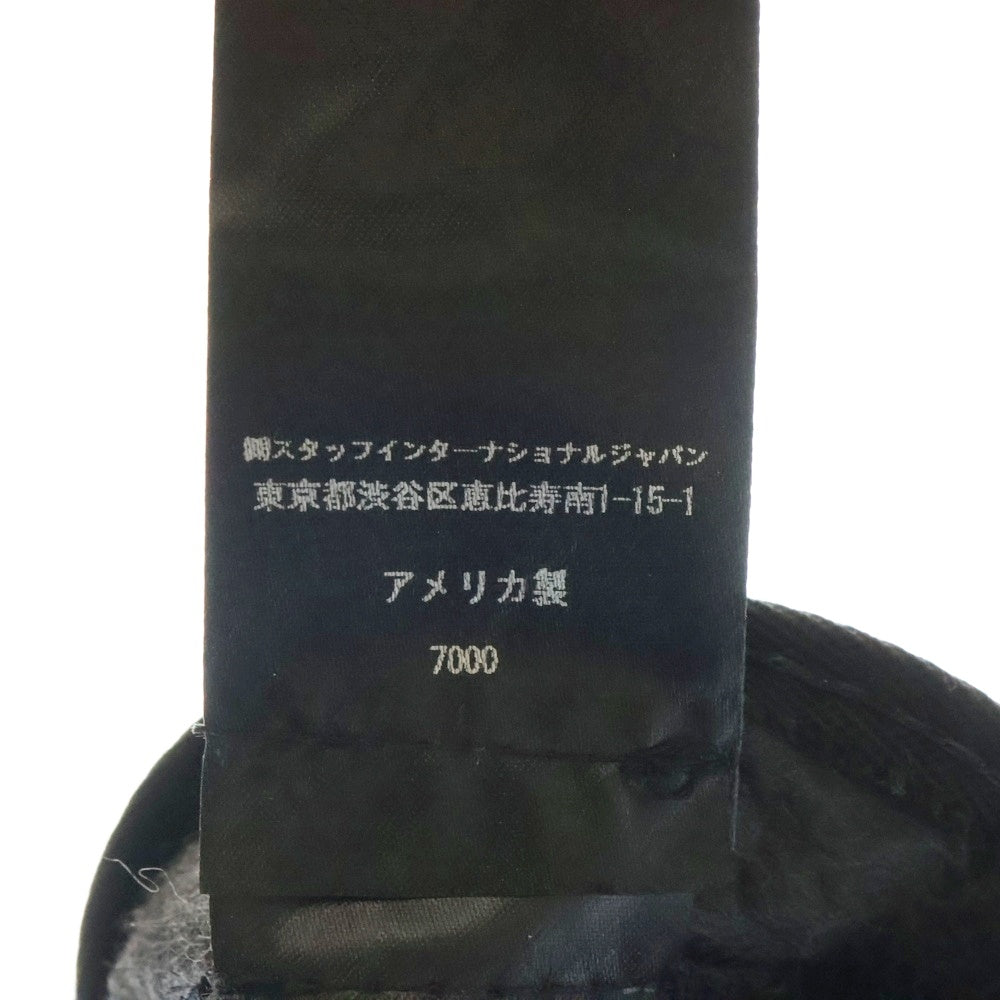 ㈱スタッフインターナショナルジャパン
東京都渋谷区恵比寿南1-15-1
アメリカ製
7000